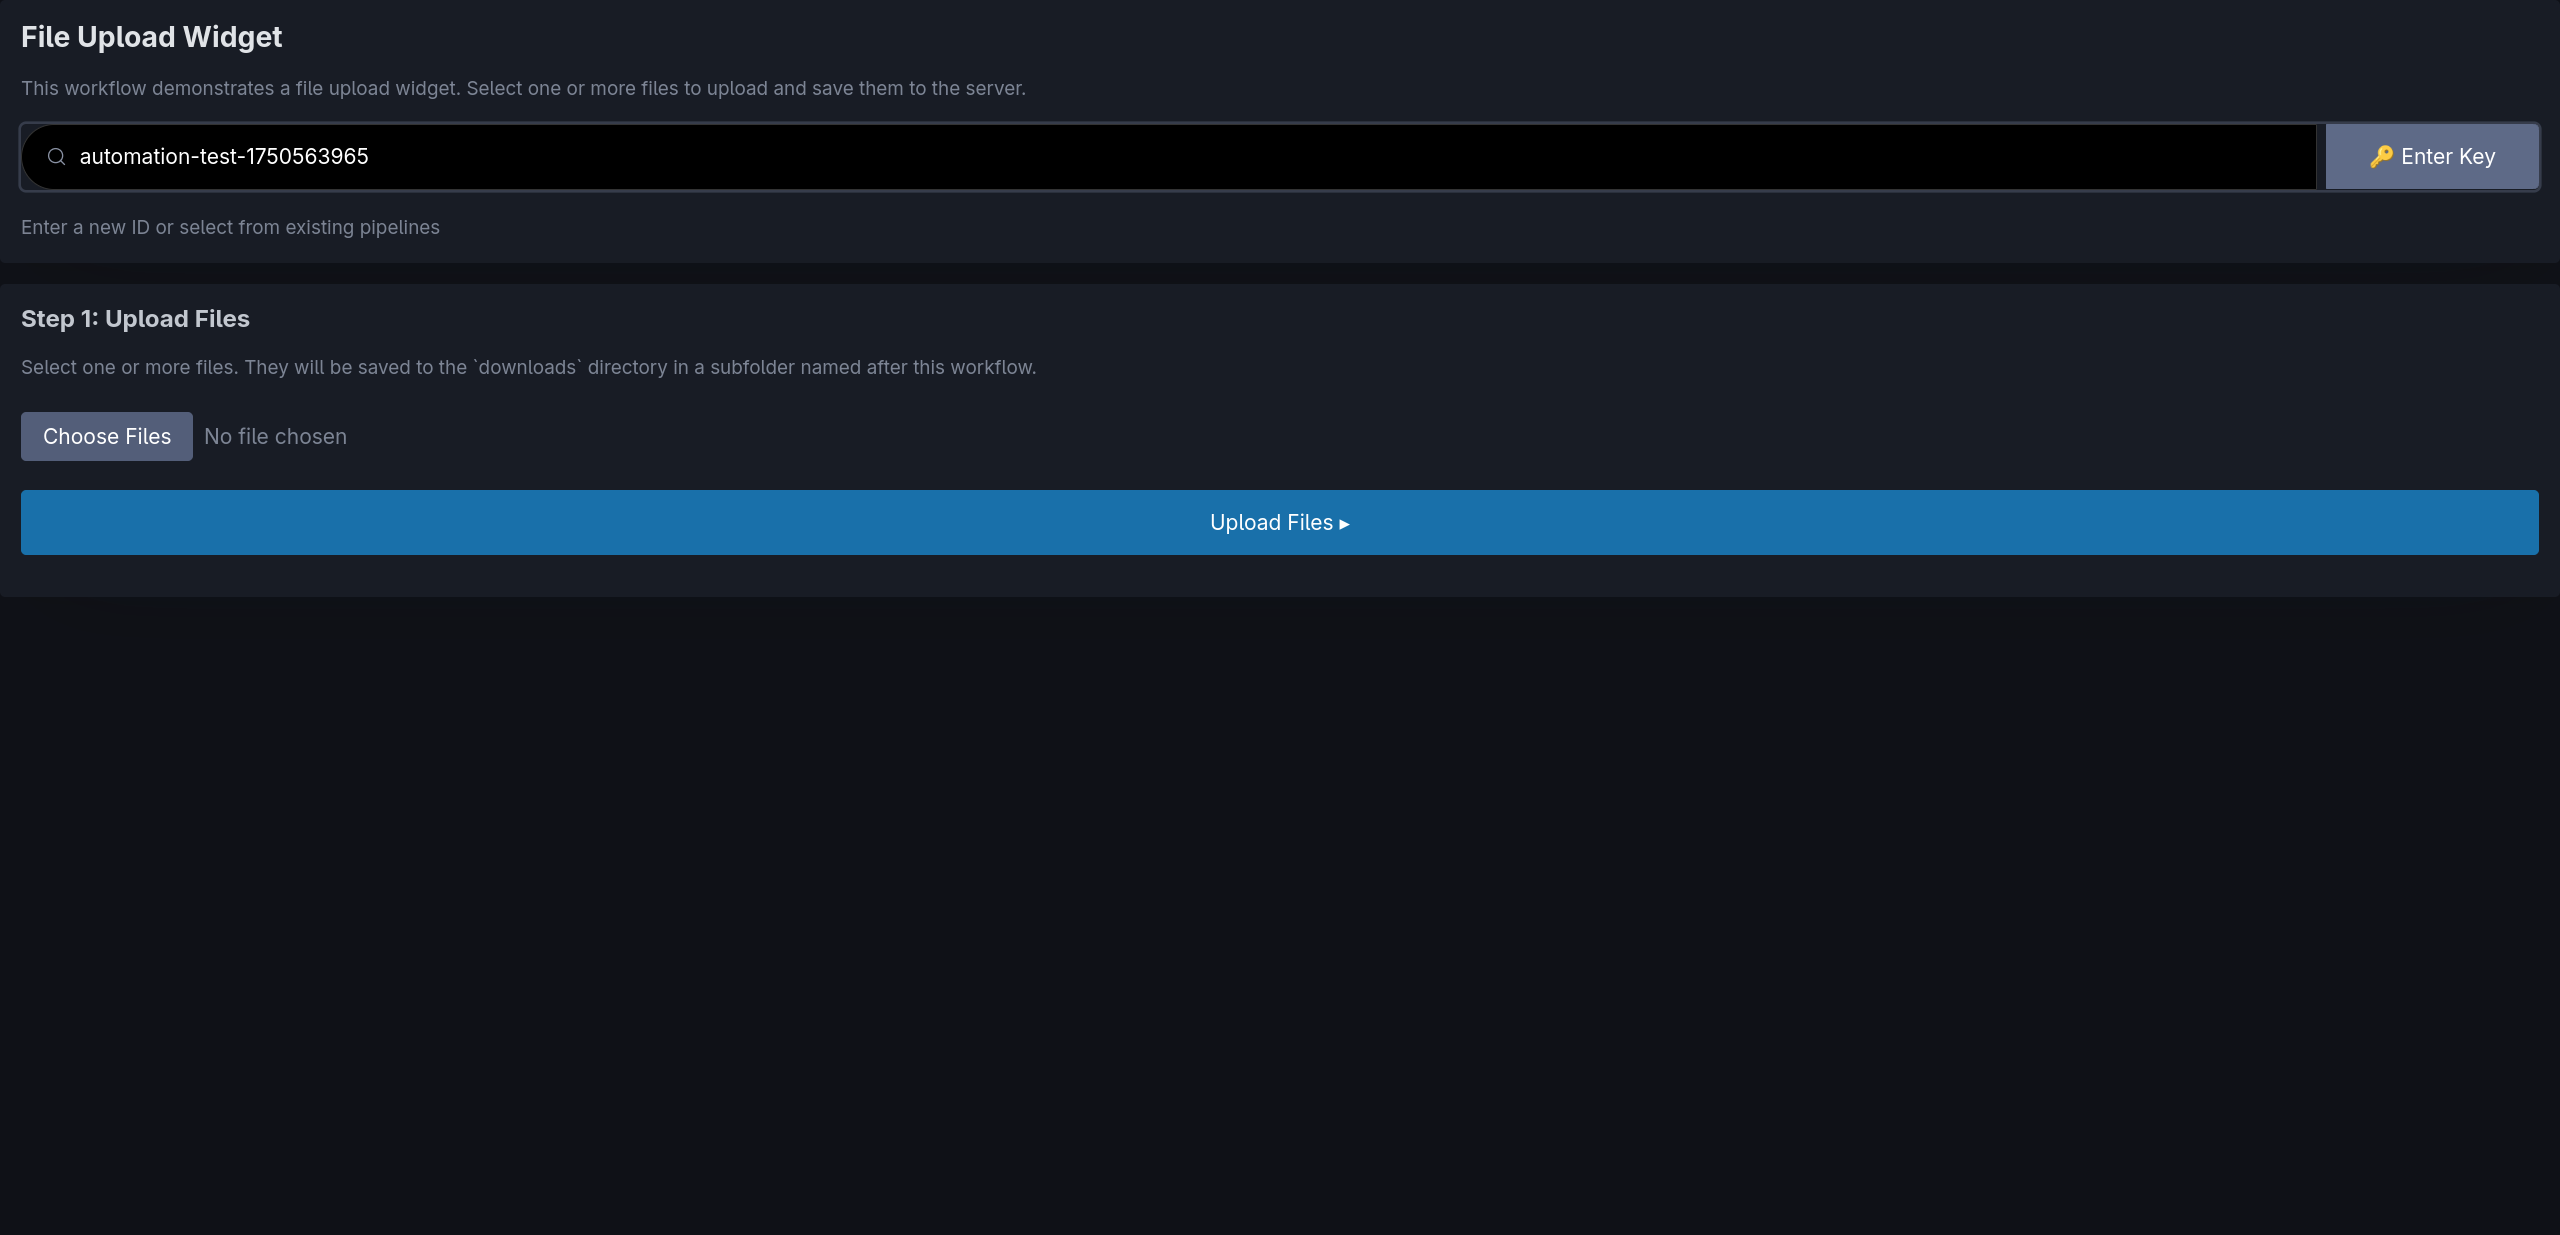 File Upload Widget
This workflow demonstrates a file upload widget. Select one or more files to upload and save them to the server.
automation-test-1750563965
🔑 Enter Key
Enter a new ID or select from existing pipelines
Step 1: Upload Files
Select one or more files. They will be saved to the `downloads` directory in a subfolder named after this workflow.
Choose Files No file chosen
Upload Files ▸